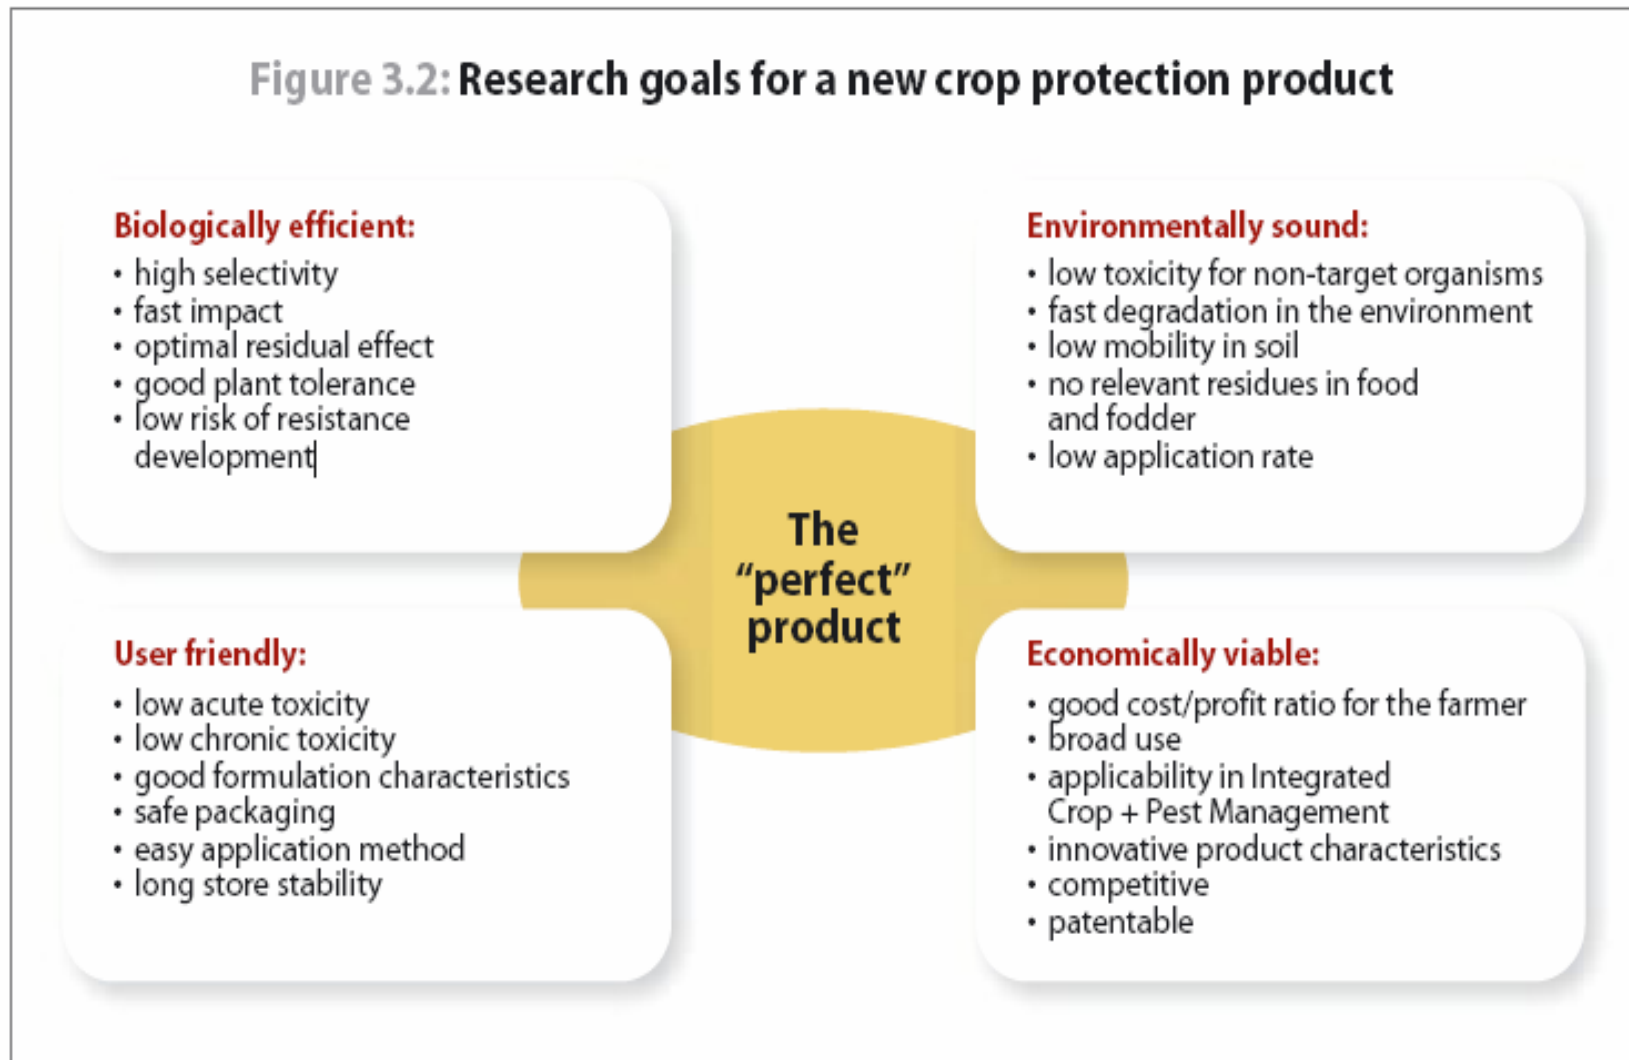 Figure 3.2: Research goals for a new crop protection product
Biologically efficient:
• high selectivity
• fast impact
• optimal residual effect
• good plant tolerance
• low risk of resistance
development
Environmentally sound:
• low toxicity for non-target organisms
• fast degradation in the environment
• low mobility in soil
• no relevant residues in food
and fodder
• low application rate
The
“perfect”
product
User friendly:
• low acute toxicity
• low chronic toxicity
• good formulation characteristics
• safe packaging
• easy application method
• long store stability
Economically viable:
• good cost/profit ratio for the farmer
• broad use
• applicability in Integrated
Crop + Pest Management
• innovative product characteristics
• competitive
• patentable